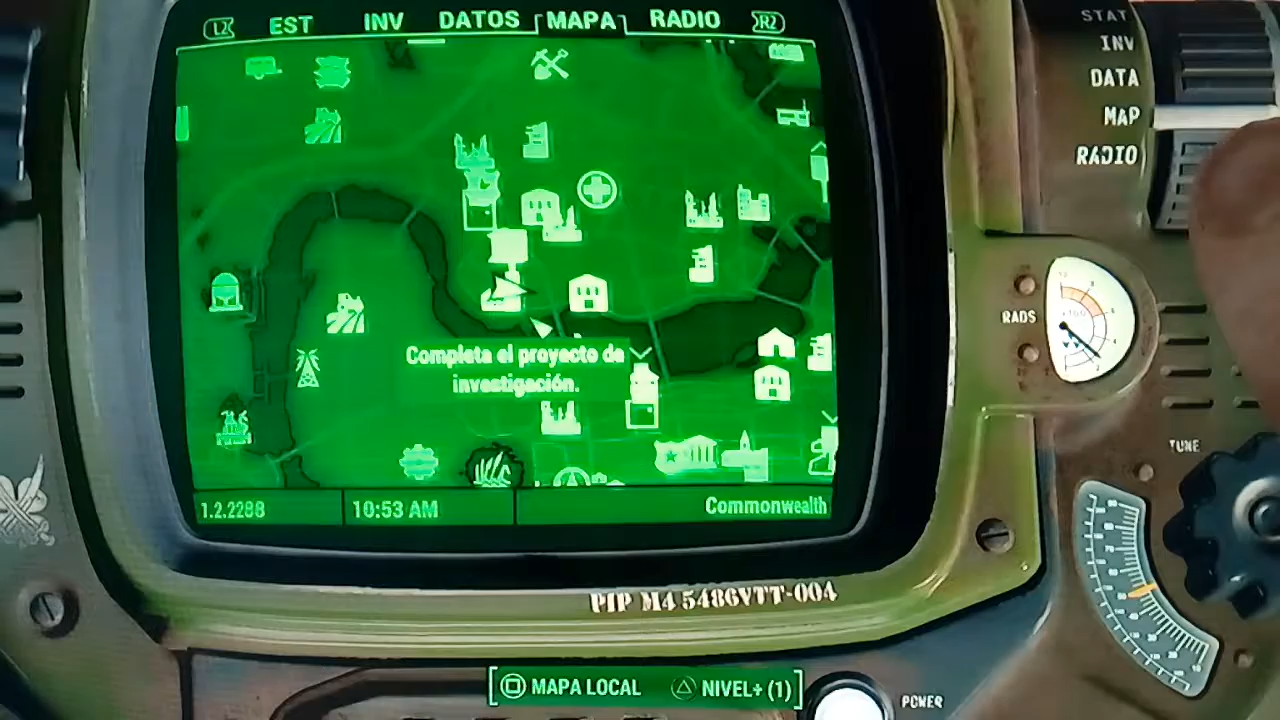 L2 EST INV DATOS MAPA RADIO R2
Completa el proyecto de
investigación.
1.2.2288 10:53 AM Commonwealth
PIP M4 5486VTT-004
MAPA LOCAL NIVEL+ (1)
STAT
INV
DATA
MAP
RADIO
RADS
TUNE
POWER